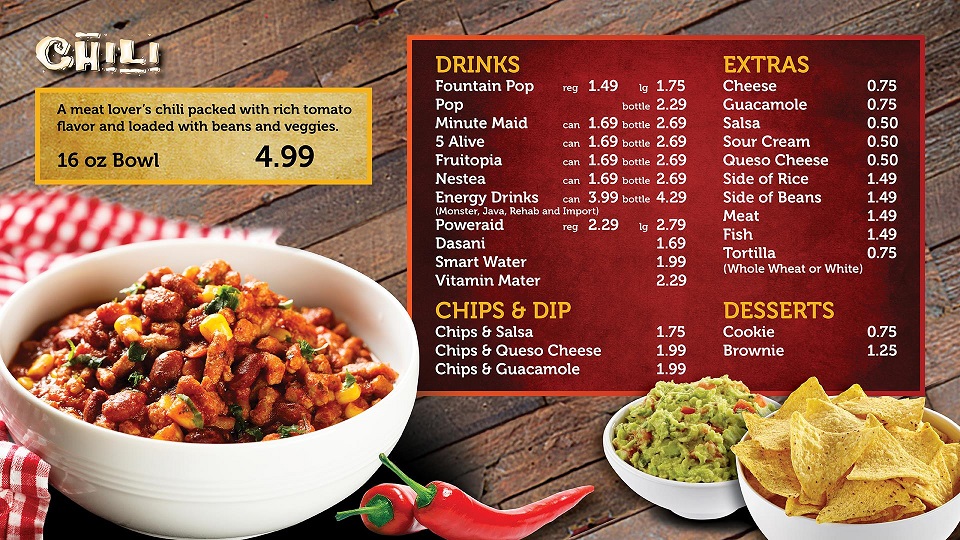 CHILI
A meat lover's chili packed with rich tomato
flavor and loaded with beans and veggies.
16 oz Bowl 4.99
DRINKS
Fountain Pop reg 1.49 lg 1.75
Pop bottle 2.29
Minute Maid can 1.69 bottle 2.69
5 Alive can 1.69 bottle 2.69
Fruitopia can 1.69 bottle 2.69
Nestea can 1.69 bottle 2.69
Energy Drinks can 3.99 bottle 4.29
(Monster, Java, Rehab and Import)
Poweraid reg 2.29 lg 2.79
Dasani 1.69
Smart Water 1.99
Vitamin Mater 2.29
CHIPS & DIP
Chips & Salsa 1.75
Chips & Queso Cheese 1.99
Chips & Guacamole 1.99
EXTRAS
Cheese 0.75
Guacamole 0.75
Salsa 0.50
Sour Cream 0.50
Queso Cheese 0.50
Side of Rice 1.49
Side of Beans 1.49
Meat 1.49
Fish 1.49
Tortilla 0.75
(Whole Wheat or White)
DESSERTS
Cookie 0.75
Brownie 1.25